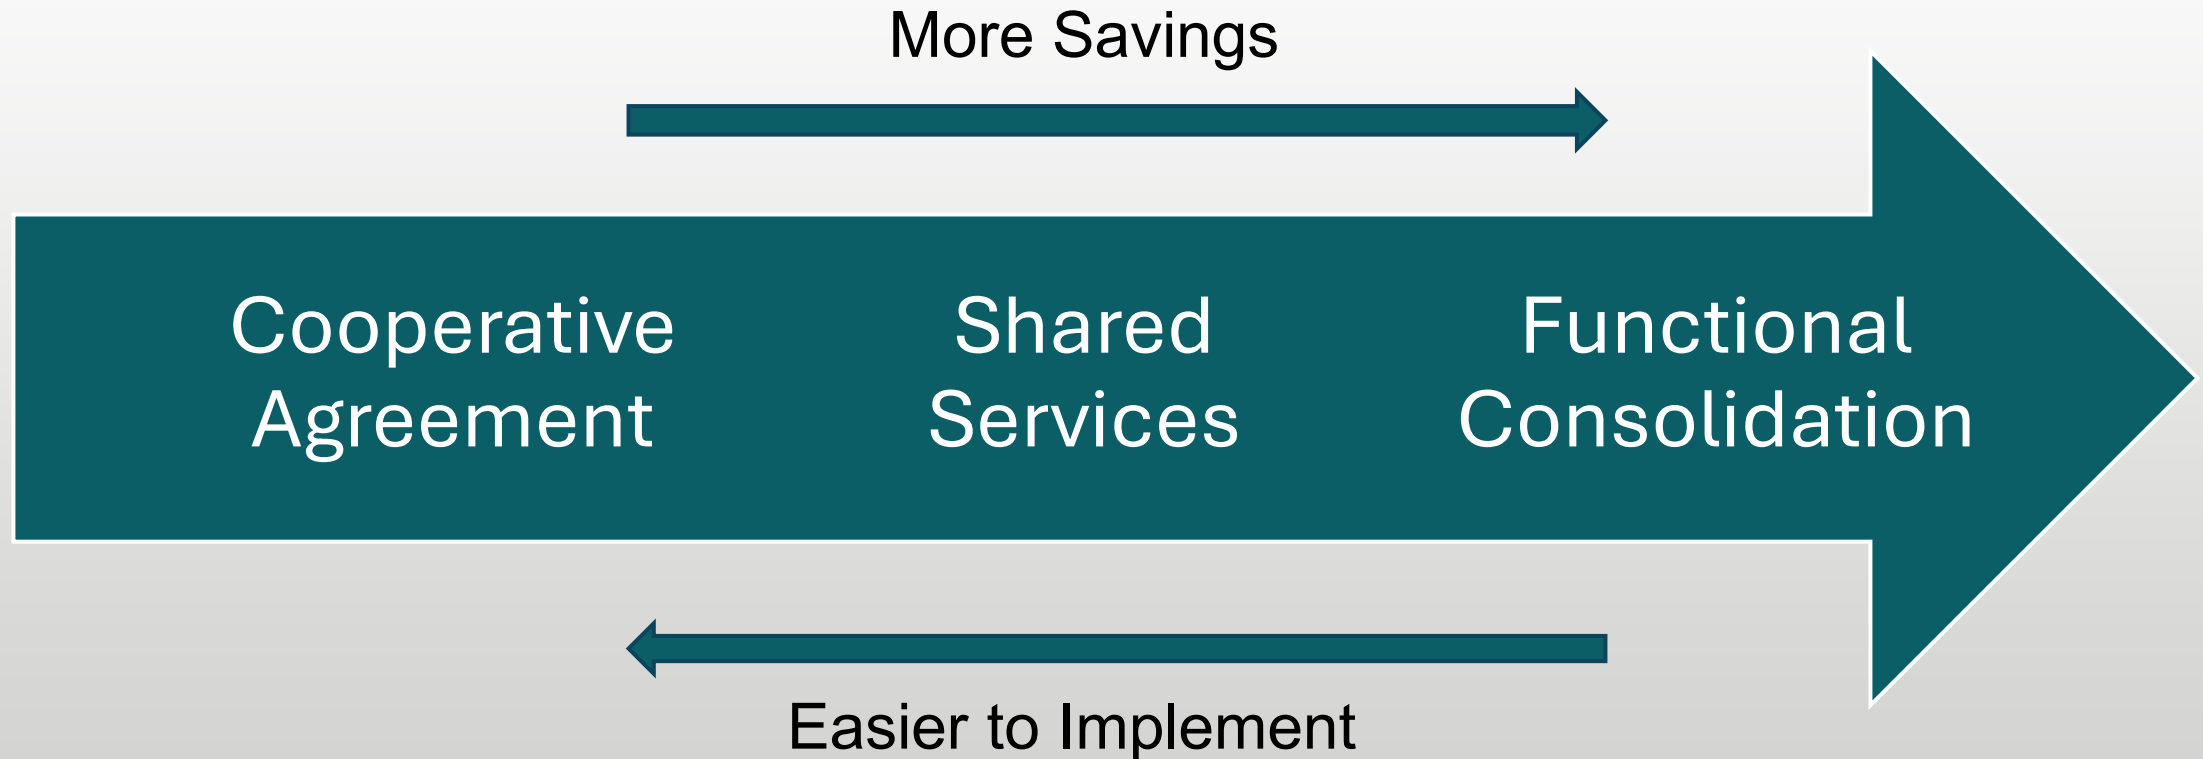 More Savings
Cooperative
Agreement
Shared
Services
Functional
Consolidation
Easier to Implement